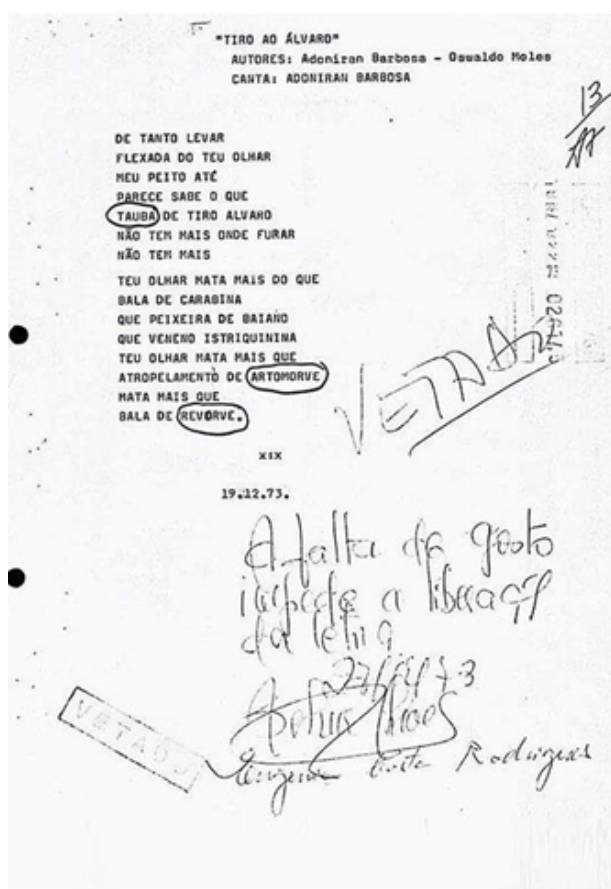 "TIRO AO ÁLVARO"
AUTORES: Adoniran Barbosa - Oswaldo Moles
CANTA: ADONIRAN BARBOSA
13
DE TANTO LEVAR
FLEXADA DO TEU OLHAR
MEU PEITO ATÉ
PARECE SABE O QUE
TAUBA DE TIRO ALVARO
NÃO TEM MAIS ONDE FURAR
NÃO TEM MAIS
TEU OLHAR MATA MAIS DO QUE
BALA DE CARABINA
QUE PEIXEIRA DE BAIANO
QUE VENENO ISTRIQUININA
TEU OLHAR MATA MAIS QUE
ATROPELAMENTO DE ARTOMORVE
MATA MAIS QUE
BALA DE REVORVE.
VETADO
XIX
19.12.73.
A falta de gosto
impede a liberação
da letra
VETADO
Costa Rodrigues